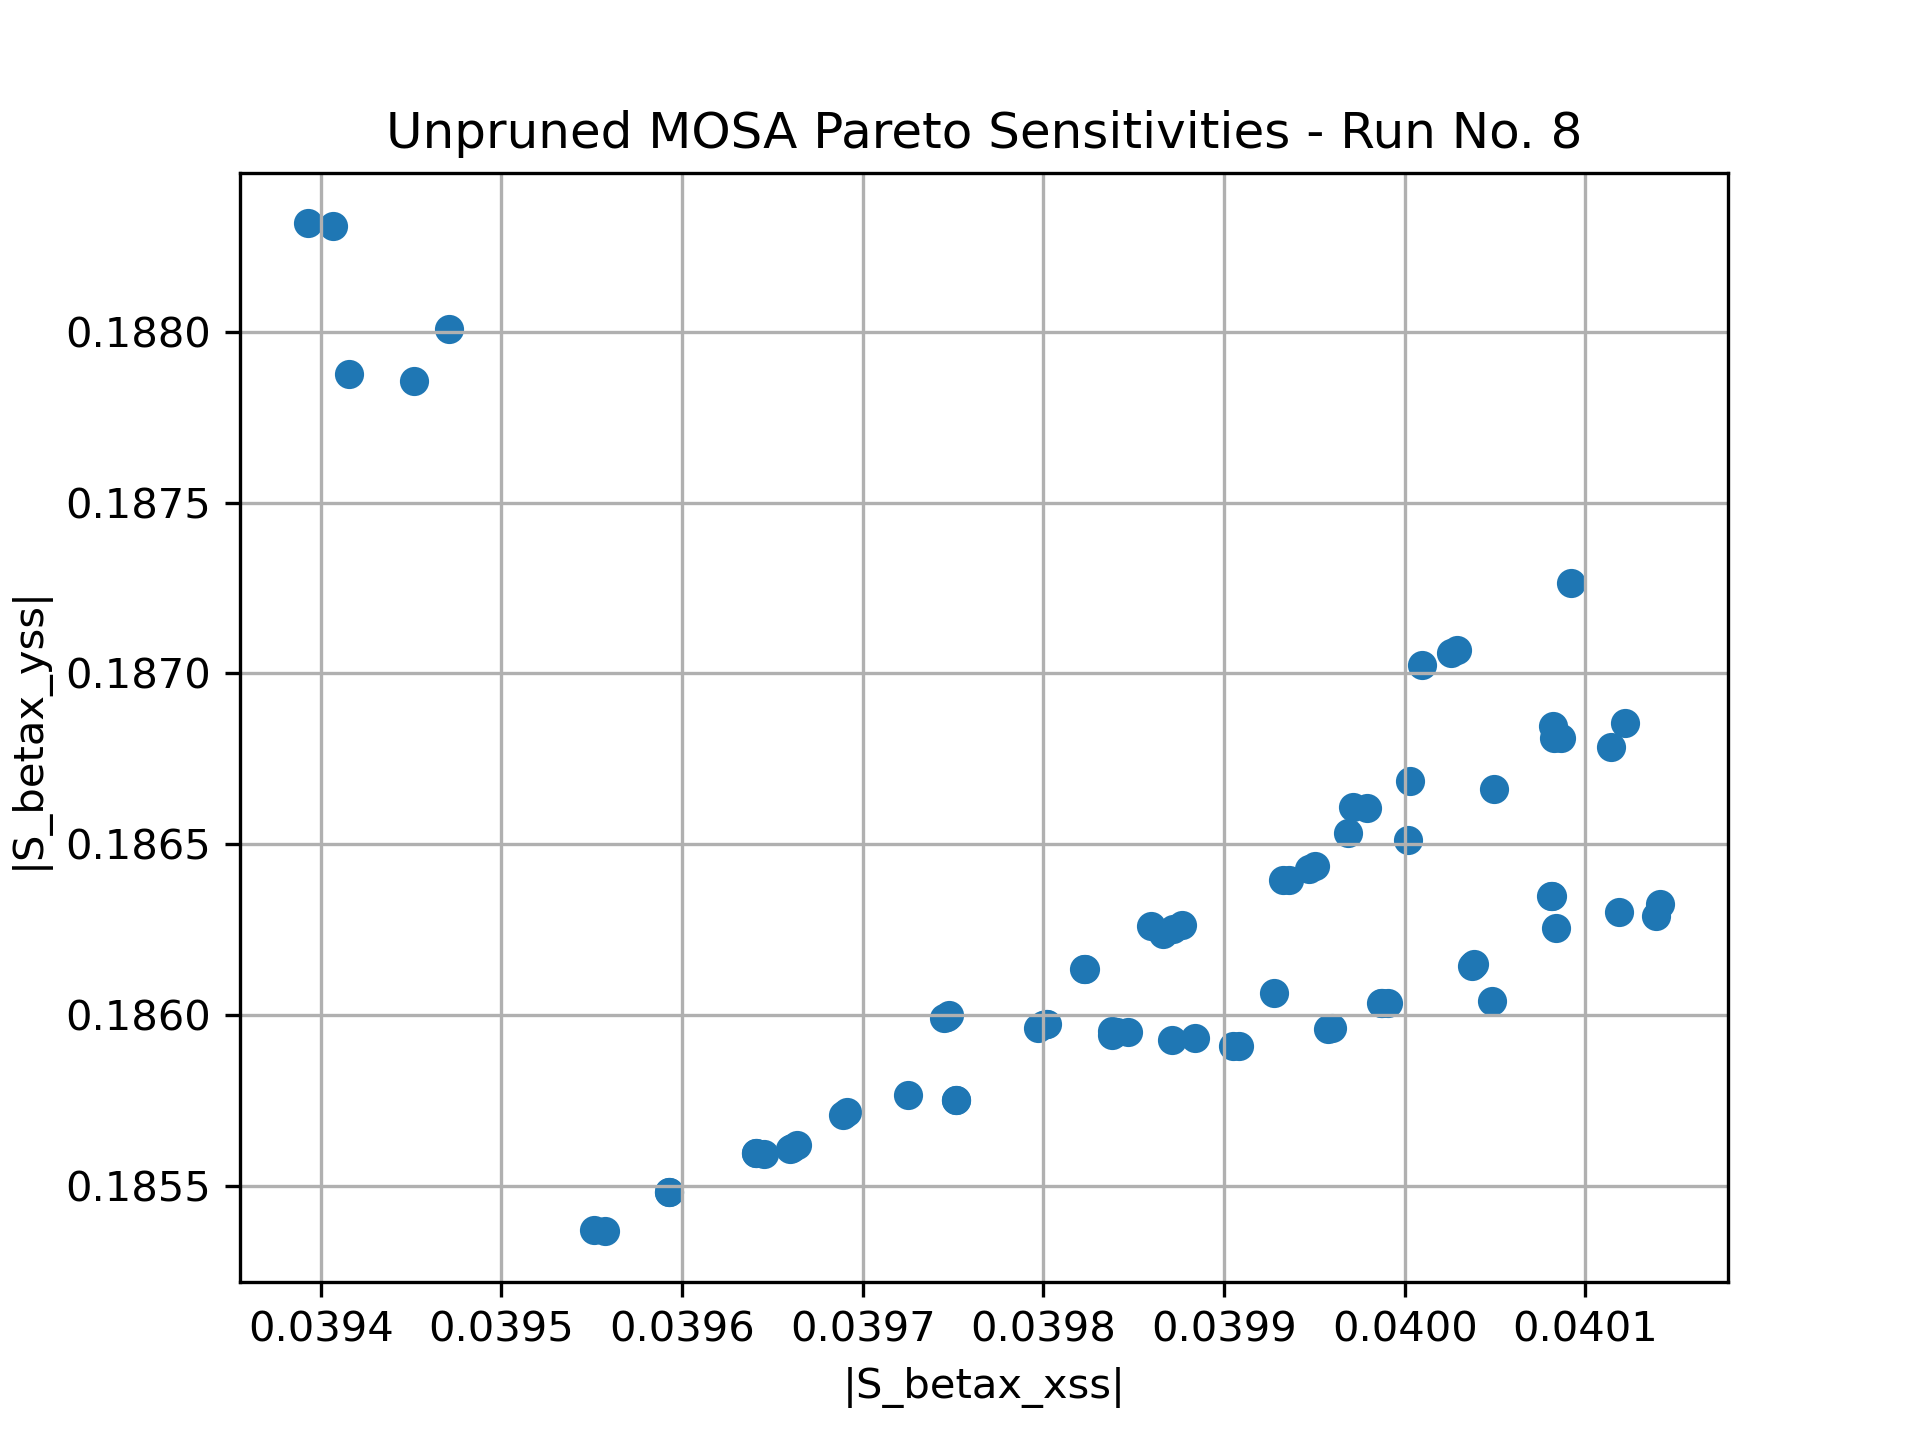 Unpruned MOSA Pareto Sensitivities - Run No. 8
|S_betax_yss|
0.1880
0.1875
0.1870
0.1865
0.1860
0.1855
0.0394 0.0395 0.0396 0.0397 0.0398 0.0399 0.0400 0.0401
|S_betax_xss|